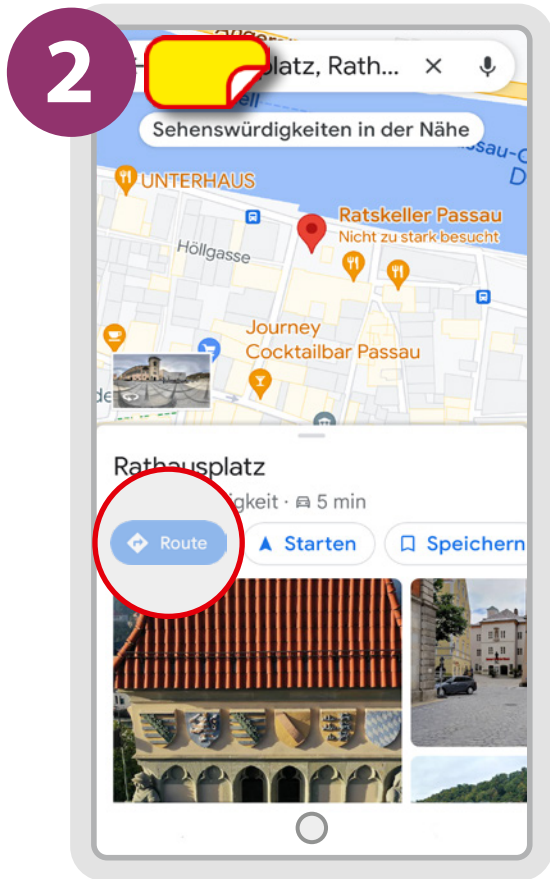 2
platz, Rath...
Sehenswürdigkeiten in der Nähe
UNTERHAUS
Ratskeller Passau
Nicht zu stark besucht
Höllgasse
Journey
Cocktailbar Passau
Rathausplatz
5 min
Route
Starten
Speichern